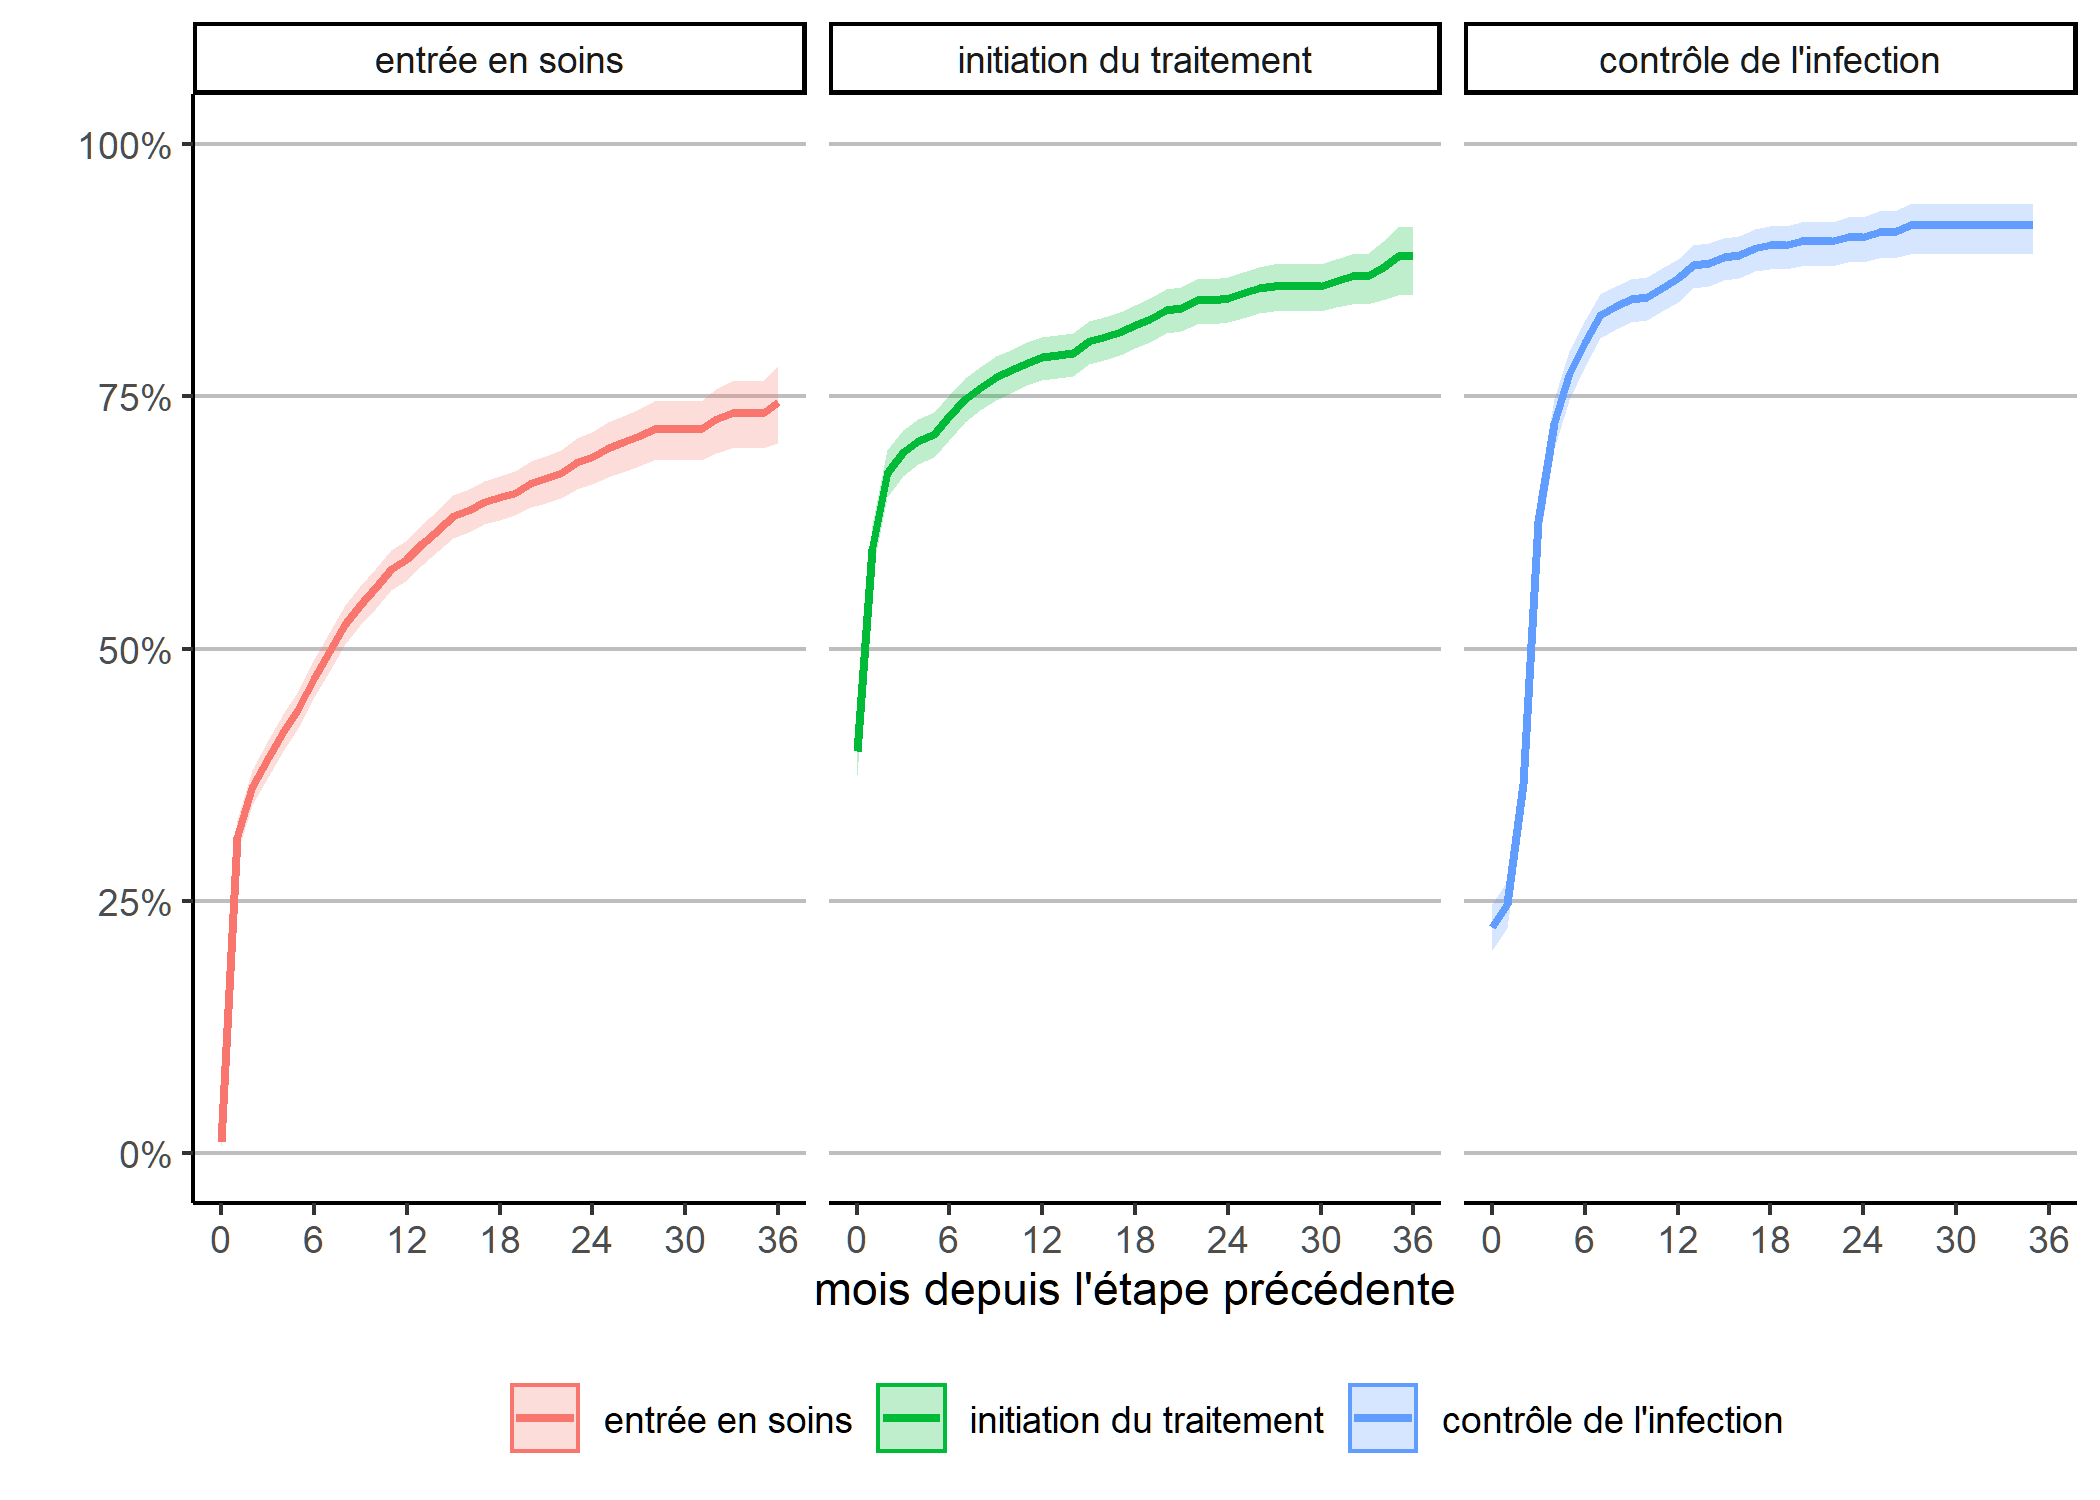 entrée en soins
initiation du traitement
contrôle de l'infection
100%
75%
50%
25%
0%
0 6 12 18 24 30 36
0 6 12 18 24 30 36
0 6 12 18 24 30 36
mois depuis l'étape précédente
entrée en soins
initiation du traitement
contrôle de l'infection